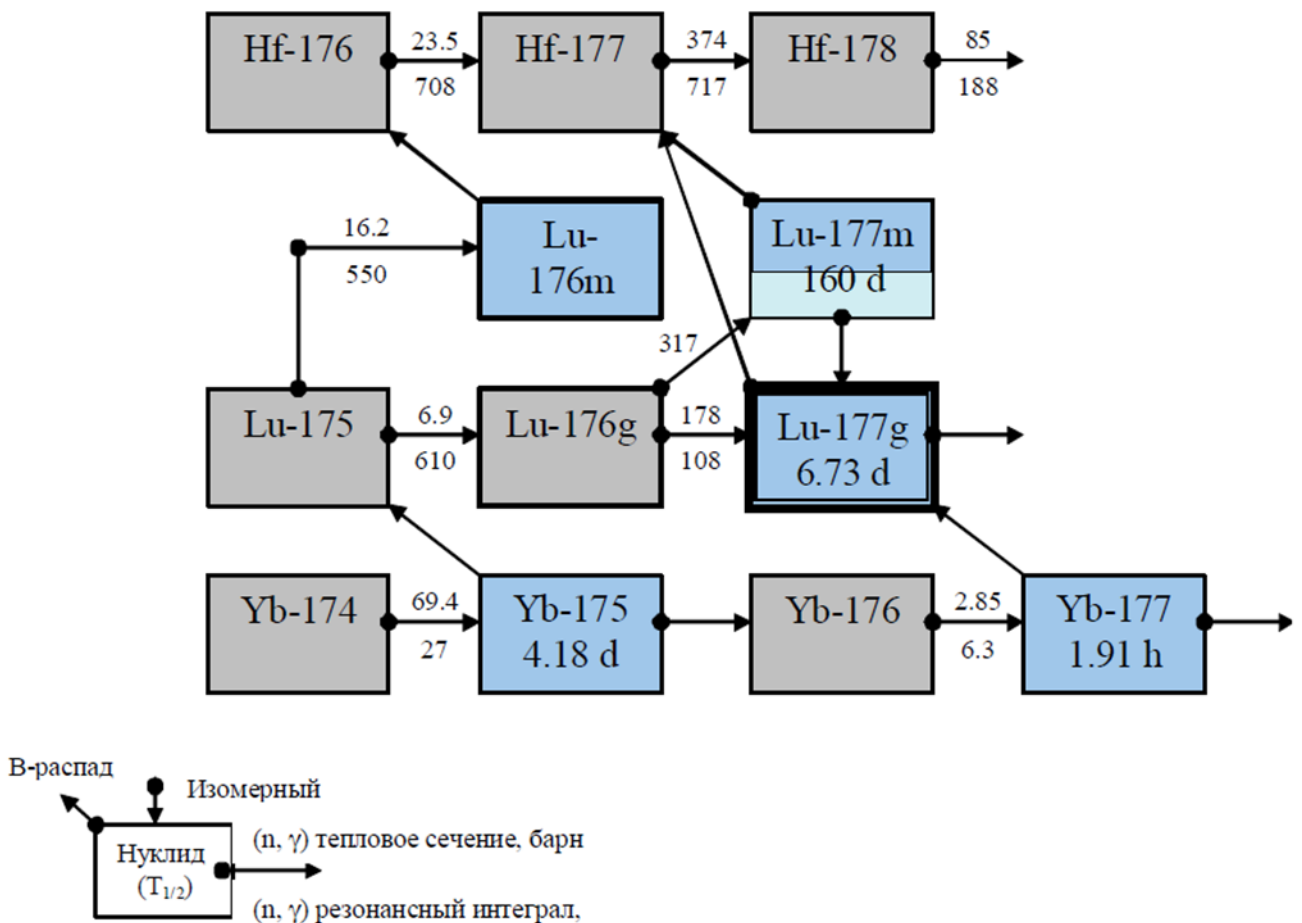 23.5
374
85
Hf-176
Hf-177
Hf-178
708
717
188
16.2
550
Lu-
176m
Lu-177m
160 d
317
6.9
178
Lu-175
Lu-176g
Lu-177g
6.73 d
610
108
69.4
2.85
Yb-174
Yb-175
4.18 d
Yb-176
Yb-177
1.91 h
27
6.3
В-распад
Изомерный
(n, γ) тепловое сечение, барн
Нуклид
(T1/2)
(n, γ) резонансный интеграл,